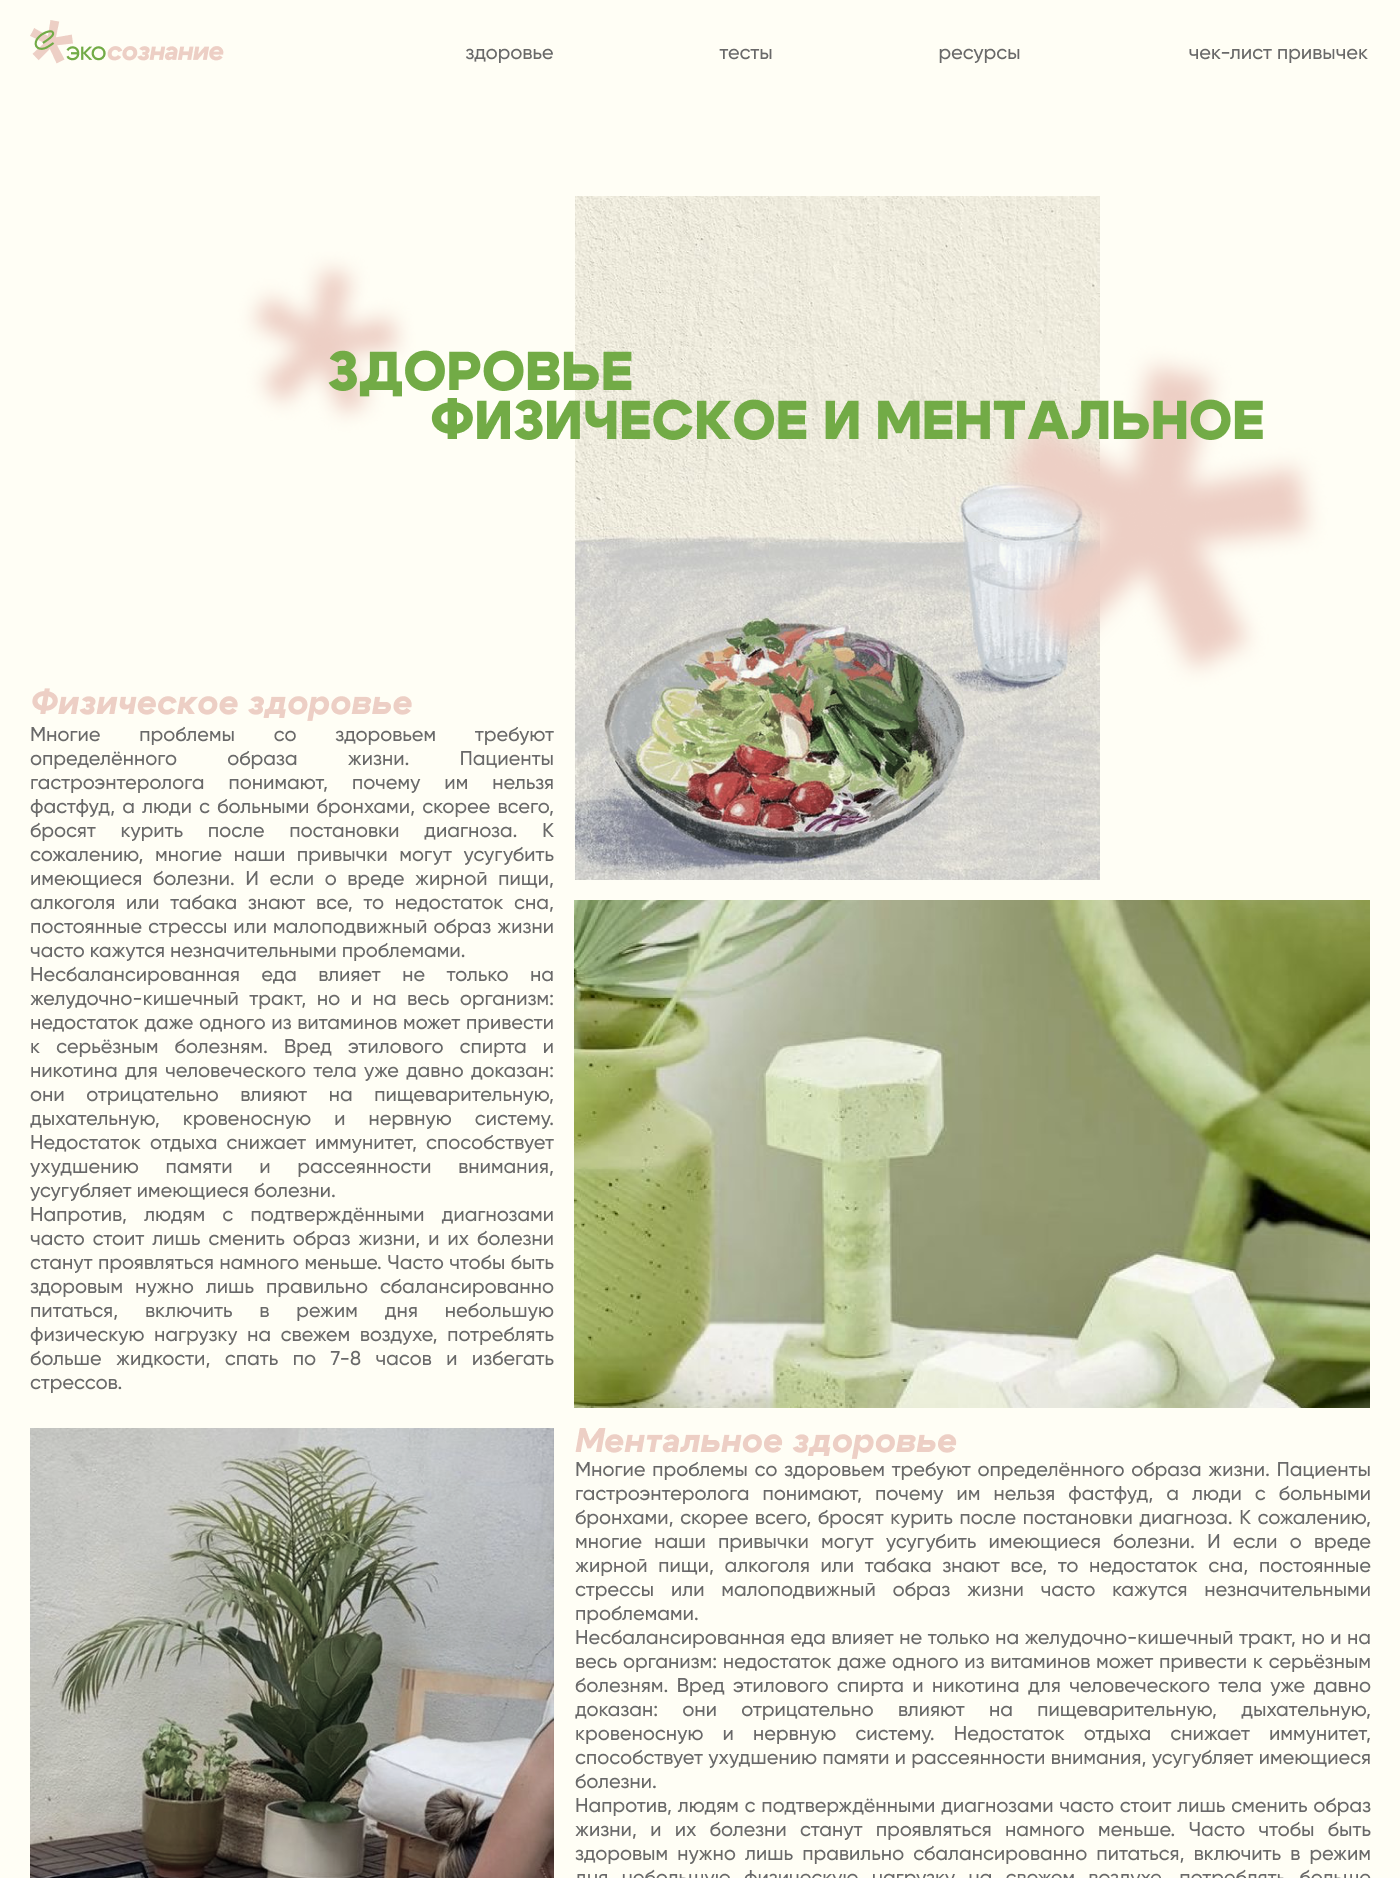 экосознание
здоровье
тесты
ресурсы
чек-лист привычек
ЗДОРОВЬЕ
ФИЗИЧЕСКОЕ И МЕНТАЛЬНОЕ
Физическое здоровье
Многие проблемы со здоровьем требуют
определённого образа жизни. Пациенты
гастроэнтеролога понимают, почему им нельзя
фастфуд, а люди с больными бронхами, скорее всего,
бросят курить после постановки диагноза. К
сожалению, многие наши привычки могут усугубить
имеющиеся болезни. И если о вреде жирной пищи,
алкоголя или табака знают все, то недостаток сна,
постоянные стрессы или малоподвижный образ жизни
часто кажутся незначительными проблемами.
Несбалансированная еда влияет не только на
желудочно-кишечный тракт, но и на весь организм:
недостаток даже одного из витаминов может привести
к серьёзным болезням. Вред этилового спирта и
никотина для человеческого тела уже давно доказан:
они отрицательно влияют на пищеварительную,
дыхательную, кровеносную и нервную систему.
Недостаток отдыха снижает иммунитет, способствует
ухудшению памяти и рассеянности внимания,
усугубляет имеющиеся болезни.
Напротив, людям с подтверждёнными диагнозами
часто стоит лишь сменить образ жизни, и их болезни
станут проявляться намного меньше. Часто чтобы быть
здоровым нужно лишь правильно сбалансированно
питаться, включить в режим дня небольшую
физическую нагрузку на свежем воздухе, потреблять
больше жидкости, спать по 7-8 часов и избегать
стрессов.
Ментальное здоровье
Многие проблемы со здоровьем требуют определённого образа жизни. Пациенты
гастроэнтеролога понимают, почему им нельзя фастфуд, а люди с больными
бронхами, скорее всего, бросят курить после постановки диагноза. К сожалению,
многие наши привычки могут усугубить имеющиеся болезни. И если о вреде
жирной пищи, алкоголя или табака знают все, то недостаток сна, постоянные
стрессы или малоподвижный образ жизни часто кажутся незначительными
проблемами.
Несбалансированная еда влияет не только на желудочно-кишечный тракт, но и на
весь организм: недостаток даже одного из витаминов может привести к серьёзным
болезням. Вред этилового спирта и никотина для человеческого тела уже давно
доказан: они отрицательно влияют на пищеварительную, дыхательную,
кровеносную и нервную систему. Недостаток отдыха снижает иммунитет,
способствует ухудшению памяти и рассеянности внимания, усугубляет имеющиеся
болезни.
Напротив, людям с подтверждёнными диагнозами часто стоит лишь сменить образ
жизни, и их болезни станут проявляться намного меньше. Часто чтобы быть
здоровым нужно лишь правильно сбалансированно питаться, включить в режим
дня небольшую физическую нагрузку на свежем воздухе, потреблять больше